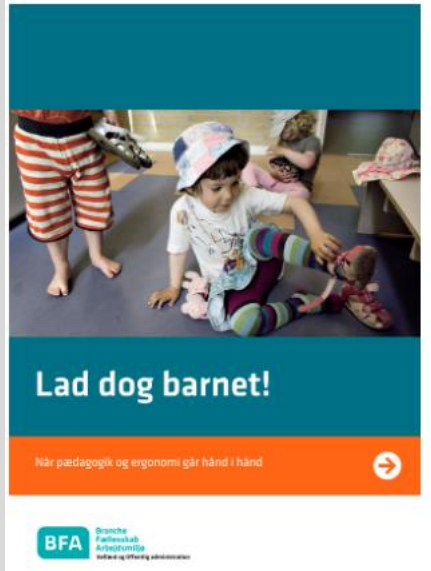 Lad dog barnet!
Når pædagogik og ergonomi går hånd i hånd
BFA
Branche
Fællesskab
Arbejdsmiljø
Velfærd og Offentlig administration